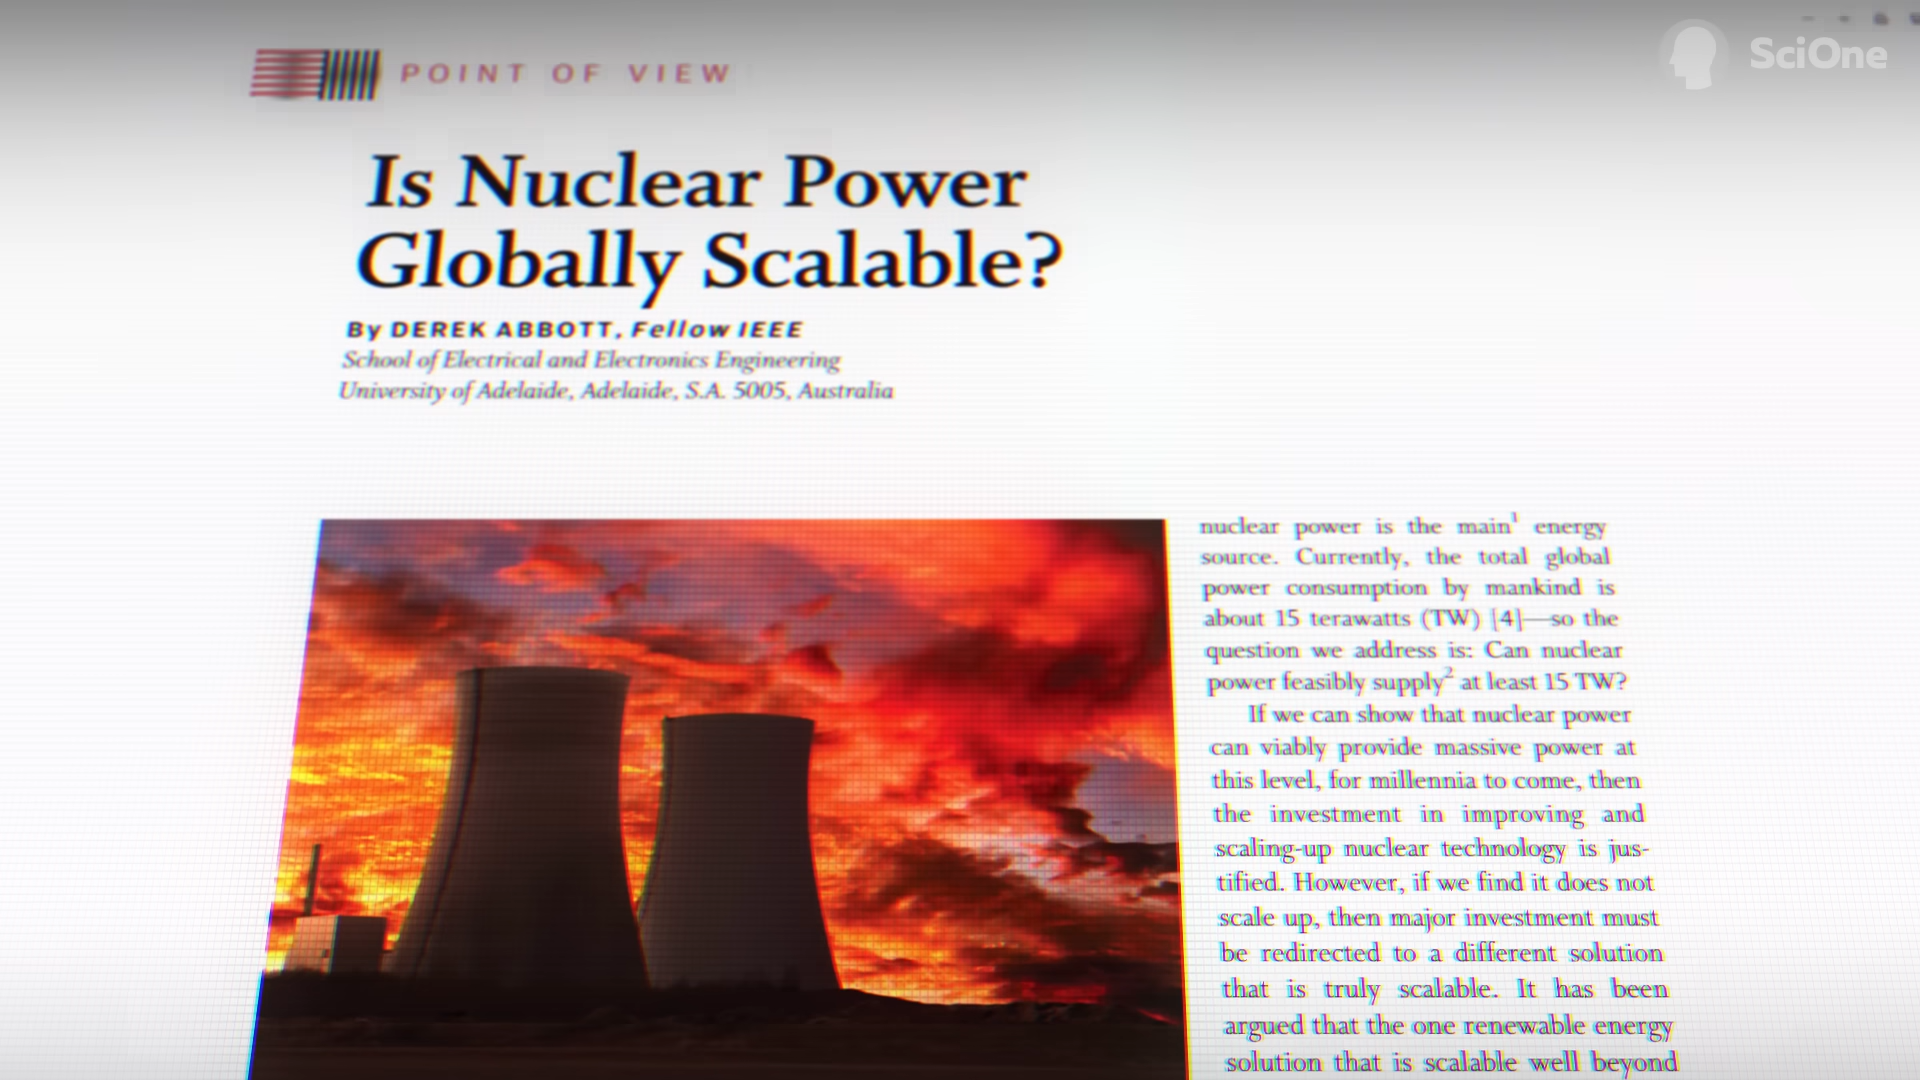 SciOne
POINT OF VIEW
Is Nuclear Power
Globally Scalable?
By DEREK ABBOTT, Fellow IEEE
School of Electrical and Electronics Engineering
University of Adelaide, Adelaide, S.A. 5005, Australia
nuclear power is the main¹ energy
source. Currently, the total global
power consumption by mankind is
about 15 terawatts (TW) [4]—so the
question we address is: Can nuclear
power feasibly supply² at least 15 TW?
If we can show that nuclear power
can viably provide massive power at
this level, for millennia to come, then
the investment in improving and
scaling-up nuclear technology is jus-
tified. However, if we find it does not
scale up, then major investment must
be redirected to a different solution
that is truly scalable. It has been
argued that the one renewable energy
solution that is scalable well beyond